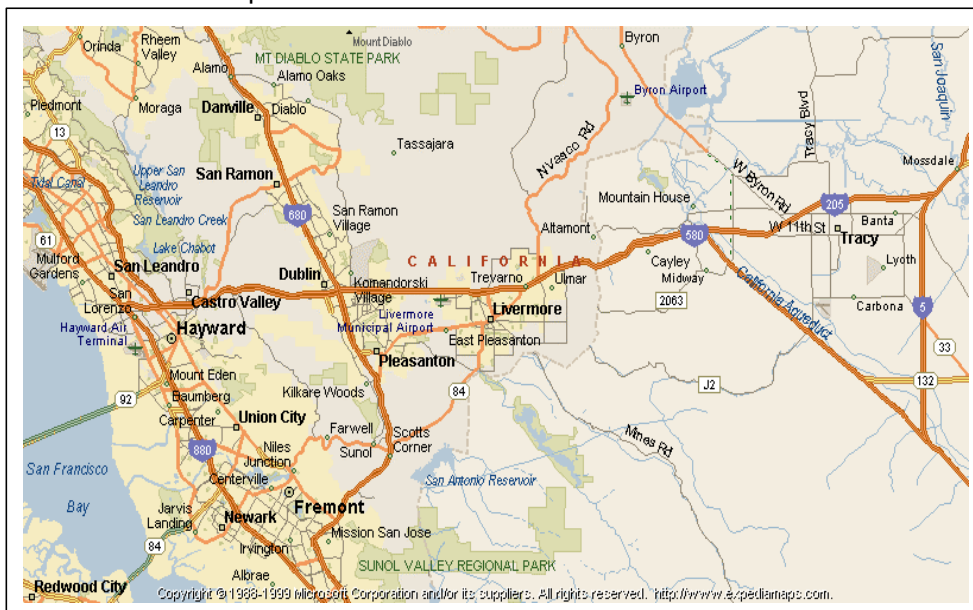 Orinda
Rheem
Valley
Mount Diablo
MT DIABLO STATE PARK
Byron
San Joaquin
Alamo
Alamo Oaks
Piedmont
Moraga
Danville
Diablo
Byron Airport
Tracy Blvd
13
Tassajara
N Vasco Rd
Mossdale
Upper San
Leandro
Reservoir
Tidal Canal
San Ramon
W Byron Rd
Mountain House
205
San Leandro Creek
680
San Ramon
Village
Altamont
580
W 11th St
Banta
61
Lake Chabot
Tracy
Mulford
Gardens
CALIFORNIA
San Leandro
Dublin
Komandorski
Village
Trevarno
Ulmar
Cayley
Midway
Lyoth
San
Lorenzo
Castro Valley
2063
California Aqueduct
Carbona
5
Hayward Air
Terminal
Hayward
Livermore
Municipal Airport
Livermore
East Pleasanton
33
Pleasanton
Mount Eden
Kilkare Woods
84
J2
132
92
Baumberg
Carpenter
Union City
Farwell
Scotts
Corner
Mines Rd
880
Niles
Junction
Sunol
San Francisco
Bay
Centerville
San Antonio Reservoir
Jarvis
Landing
Fremont
Newark
Mission San Jose
84
Irvington
SUNOL VALLEY REGIONAL PARK
Albrae
Redwood City
Copyright © 1988-1999 Microsoft Corporation and/or its suppliers. All rights reserved. http://www.expediamaps.com.